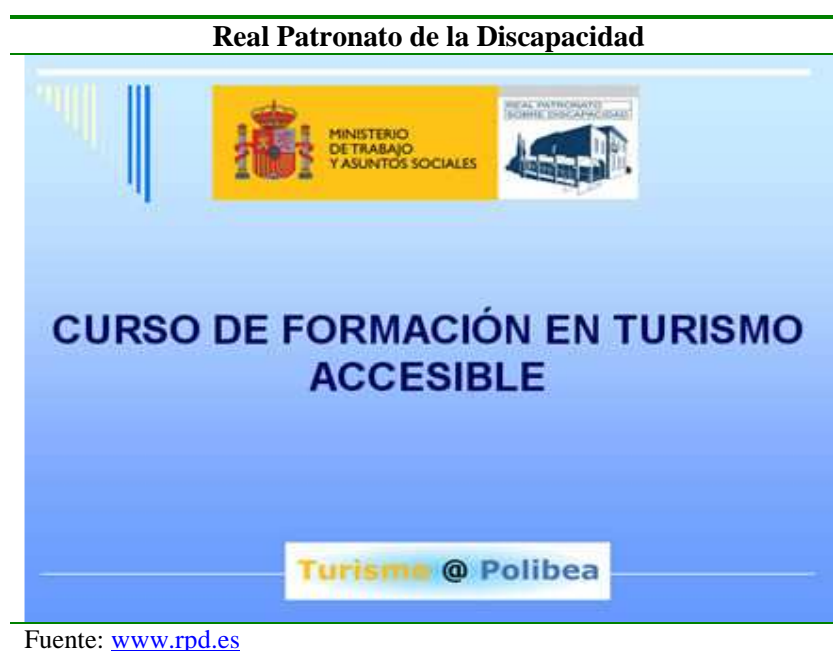 Real Patronato de la Discapacidad
MINISTERIO
DE TRABAJO
Y ASUNTOS SOCIALES
REAL PATRONATO
SOBRE DISCAPACIDAD
CURSO DE FORMACIÓN EN TURISMO
ACCESIBLE
Turismo @ Polibea
Fuente: www.rpd.es